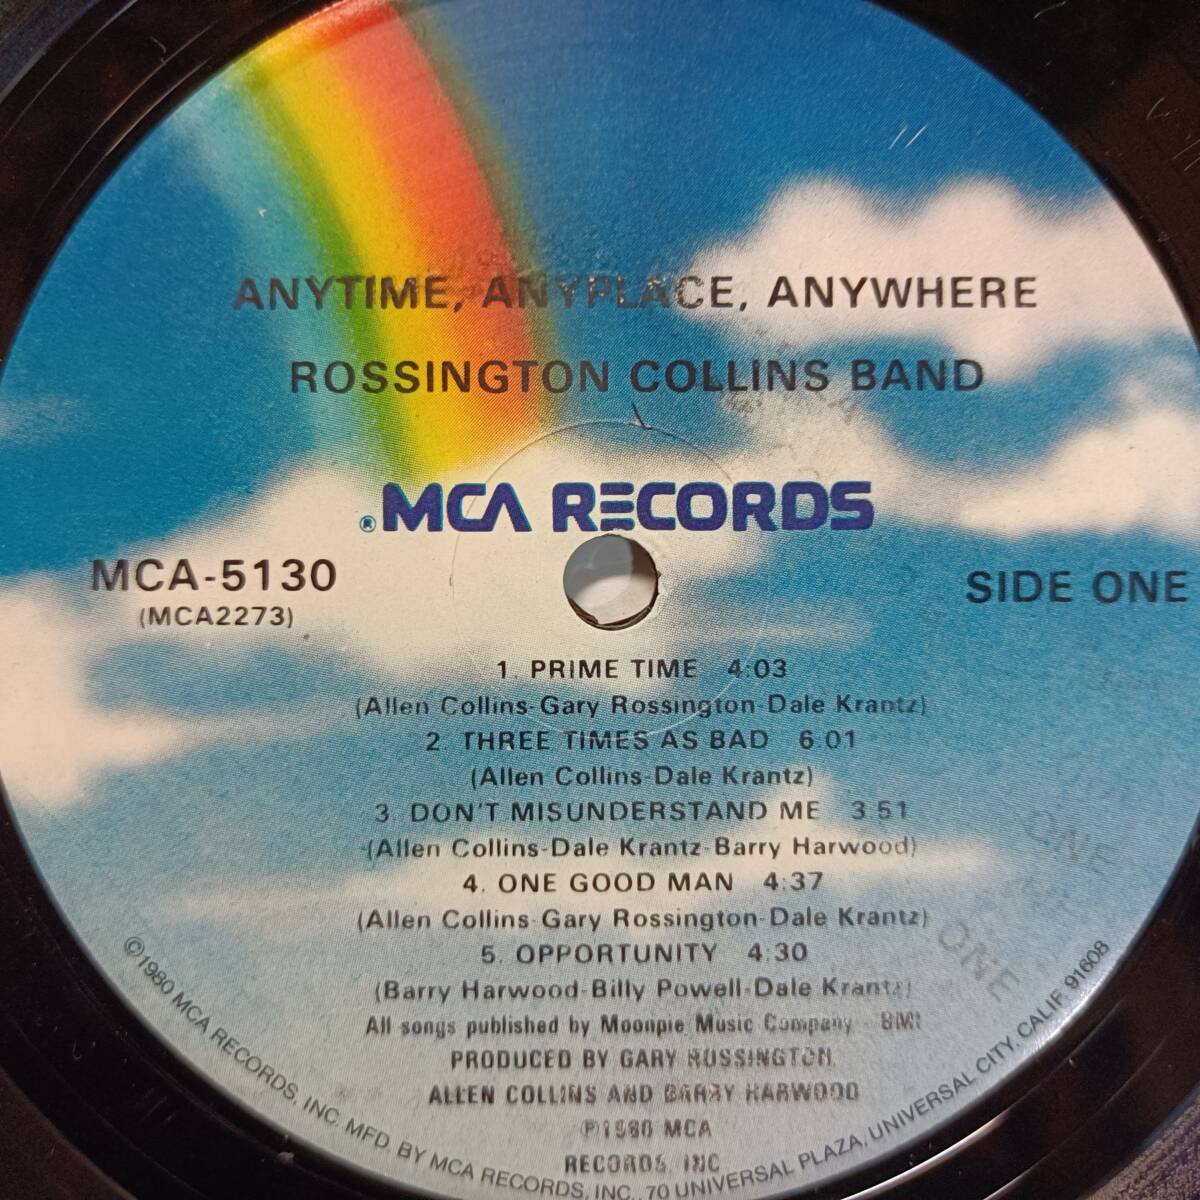 ANYTIME, ANYPLACE, ANYWHERE
ROSSINGTON COLLINS BAND
®MCA RECORDS
MCA-5130
(MCA2273)
SIDE ONE
1. PRIME TIME 4:03
(Allen Collins-Gary Rossington-Dale Krantz)
2. THREE TIMES AS BAD 6:01
(Allen Collins-Dale Krantz)
3. DON'T MISUNDERSTAND ME 3:51
(Allen Collins-Dale Krantz-Barry Harwood)
4. ONE GOOD MAN 4:37
(Allen Collins-Gary Rossington-Dale Krantz)
5. OPPORTUNITY 4:30
(Barry Harwood-Billy Powell-Dale Krantz)
All songs published by Moonpie Music Company - BMI
PRODUCED BY GARY ROSSINGTON,
ALLEN COLLINS AND BARRY HARWOOD
℗1980 MCA
RECORDS, INC
©1980 MCA RECORDS, INC. MFD. BY MCA RECORDS, INC., 70 UNIVERSAL PLAZA, UNIVERSAL CITY, CALIF. 91608
ONE
ONE